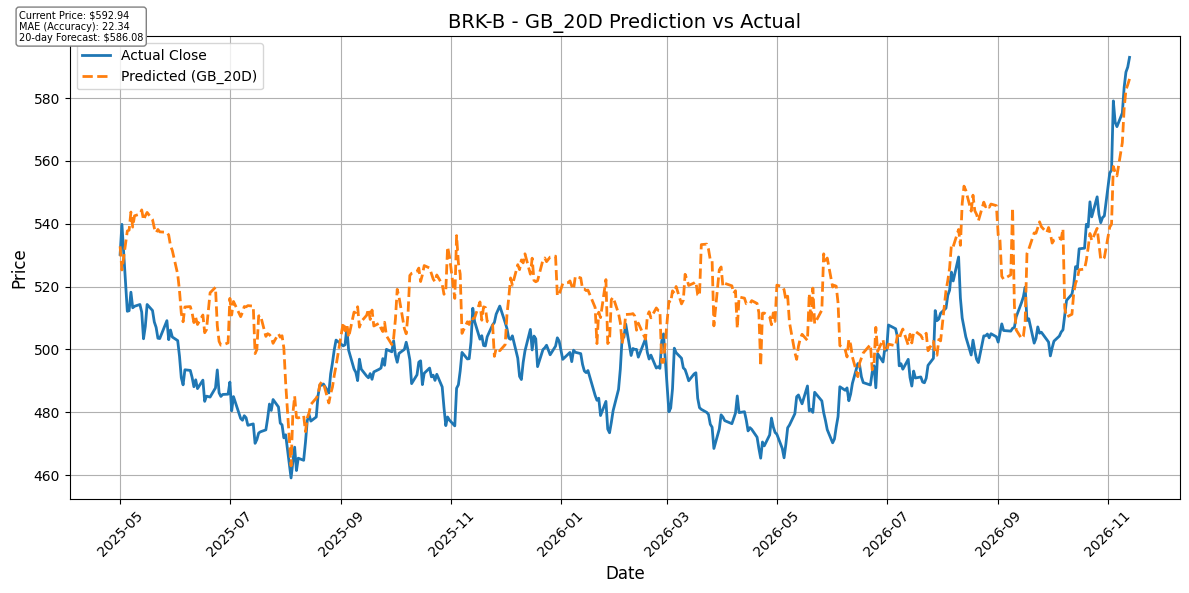 BRK-B - GB_20D Prediction vs Actual
Current Price: $592.94
MAE (Accuracy): 22.34
20-day Forecast: $586.08
Actual Close
Predicted (GB_20D)
Price
580
560
540
520
500
480
460
2025-05
2025-07
2025-09
2025-11
2026-01
2026-03
2026-05
2026-07
2026-09
2026-11
Date